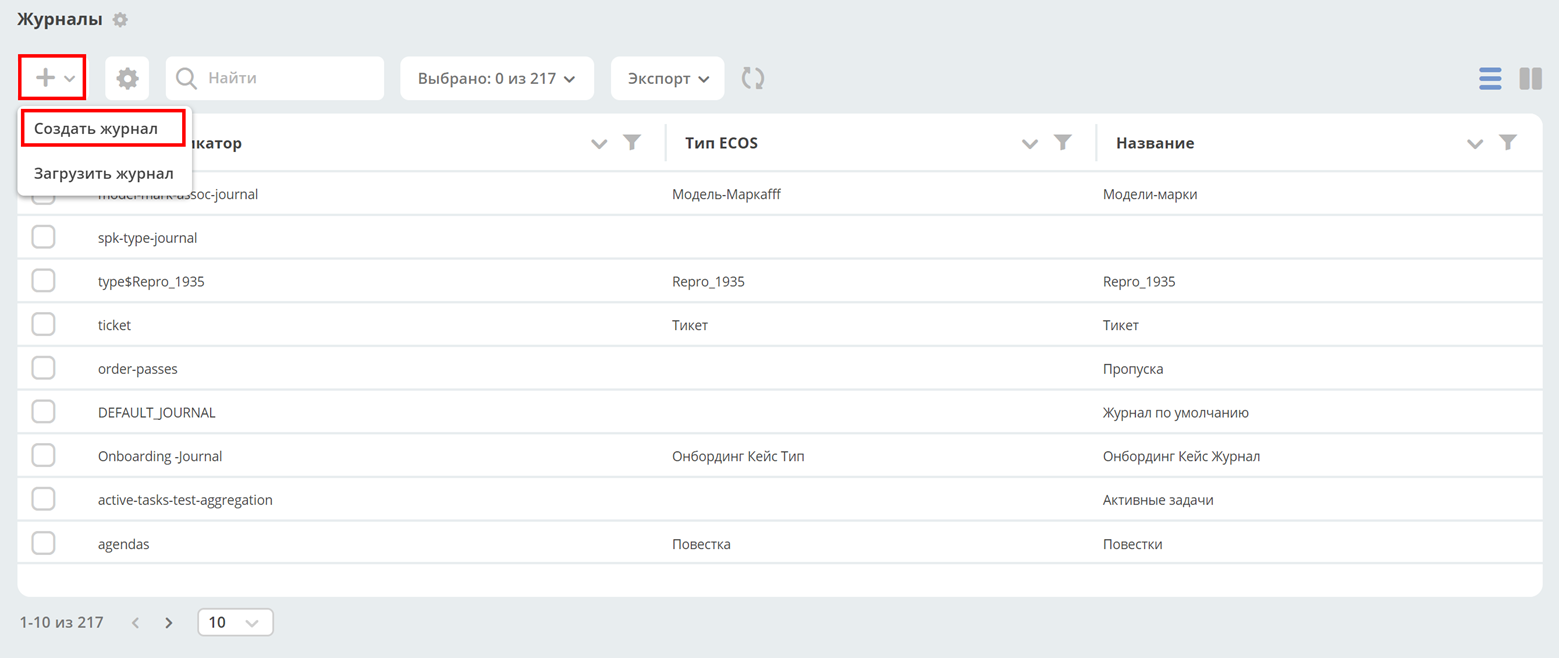 Журналы
Найти
Выбрано: 0 из 217
Экспорт
Создать журнал
Загрузить журнал
икатор Тип ECOS Название
model-mark-assoc-journal Модель-Маркаfff Модели-марки
spk-type-journal
type$Repro_1935 Repro_1935 Repro_1935
ticket Тикет Тикет
order-passes Пропуска
DEFAULT_JOURNAL Журнал по умолчанию
Onboarding -Journal Онбординг Кейс Тип Онбординг Кейс Журнал
active-tasks-test-aggregation Активные задачи
agendas Повестка Повестки
1-10 из 217
10